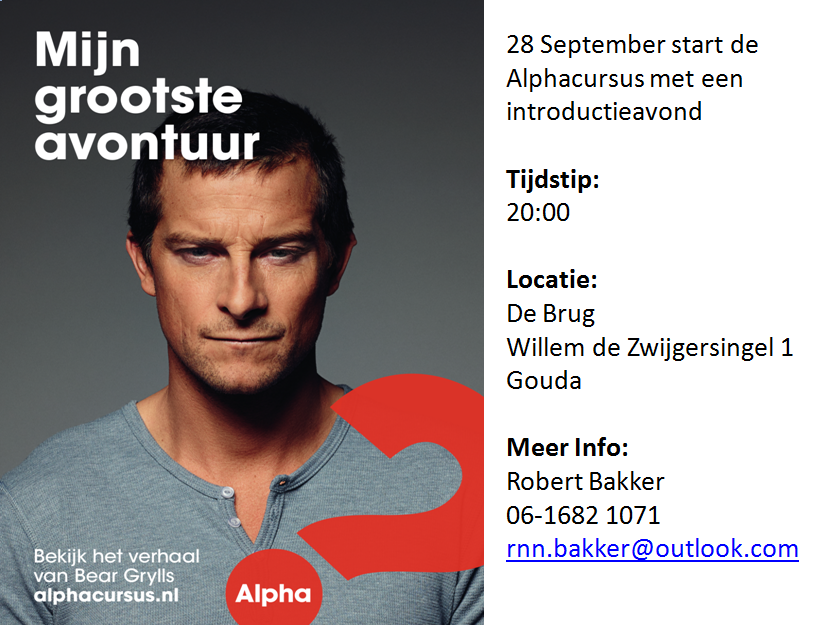 Mijn
grootste
avontuur
Bekijk het verhaal
van Bear Grylls
alphacursus.nl
Alpha
28 September start de
Alphacursus met een
introductieavond
Tijdstip:
20:00
Locatie:
De Brug
Willem de Zwijgersingel 1
Gouda
Meer Info:
Robert Bakker
06-1682 1071
rnn.bakker@outlook.com